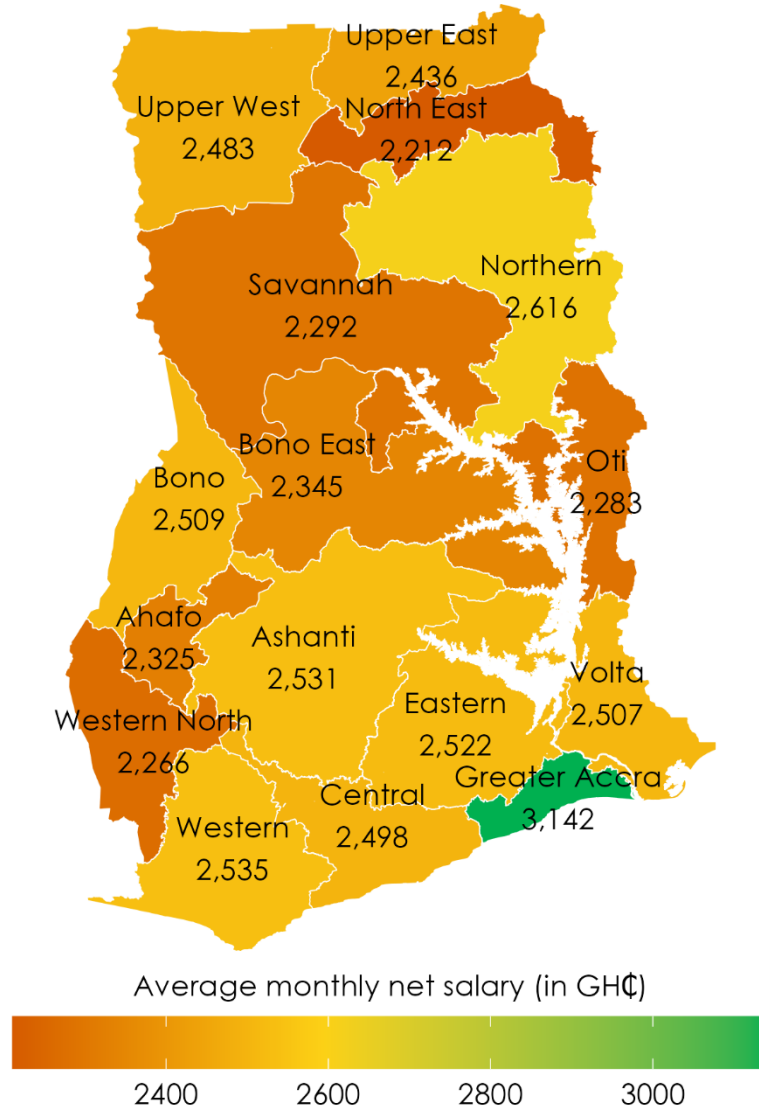 Upper East
2,436
Upper West
2,483
North East
2,212
Northern
2,616
Savannah
2,292
Bono East
2,345
Oti
2,283
Bono
2,509
Ahafo
2,325
Ashanti
2,531
Volta
2,507
Eastern
2,522
Western North
2,266
Greater Accra
3,142
Central
2,498
Western
2,535
Average monthly net salary (in GH₵)
2400 2600 2800 3000